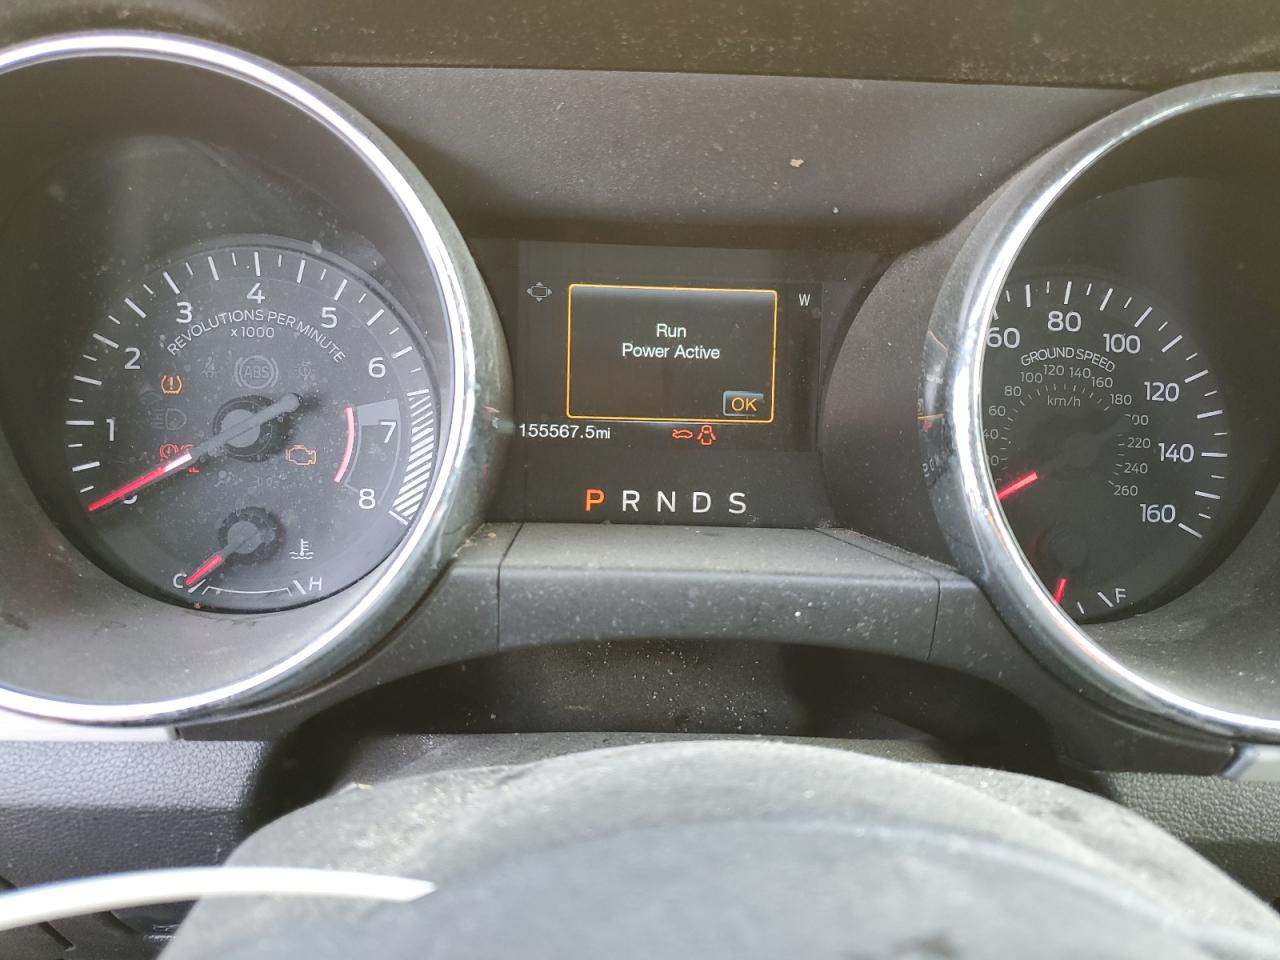 4
3
5
REVOLUTIONS PER MINUTE
x1000
2
6
ABS
1
7
8
C
H
W
Run
Power Active
OK
155567.5mi
P R N D S
60
80
100
120
140
160
GROUND SPEED
km/h
60
80
100
120
140
160
180
220
240
260
F